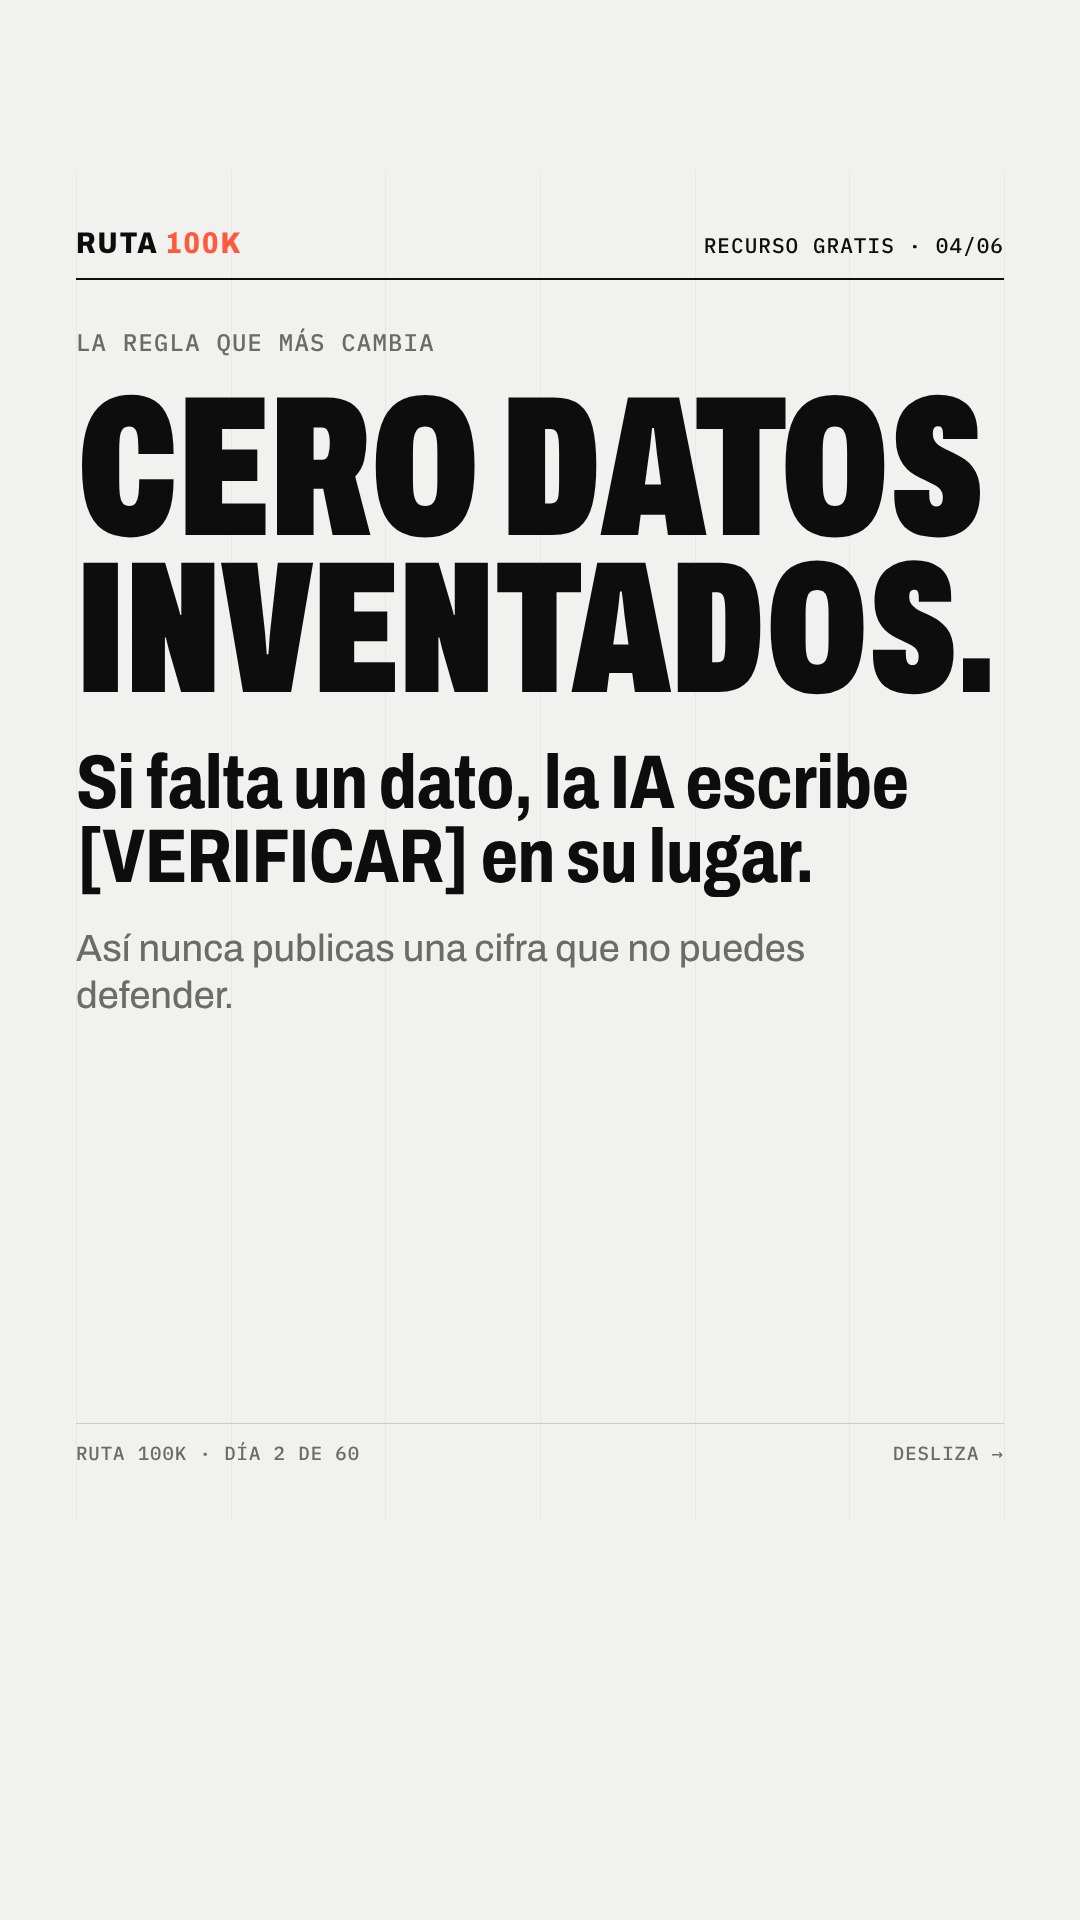 RUTA 100K
RECURSO GRATIS · 04/06
LA REGLA QUE MÁS CAMBIA
CERO DATOS
INVENTADOS.
Si falta un dato, la IA escribe
[VERIFICAR] en su lugar.
Así nunca publicas una cifra que no puedes
defender.
RUTA 100K · DÍA 2 DE 60
DESLIZA →